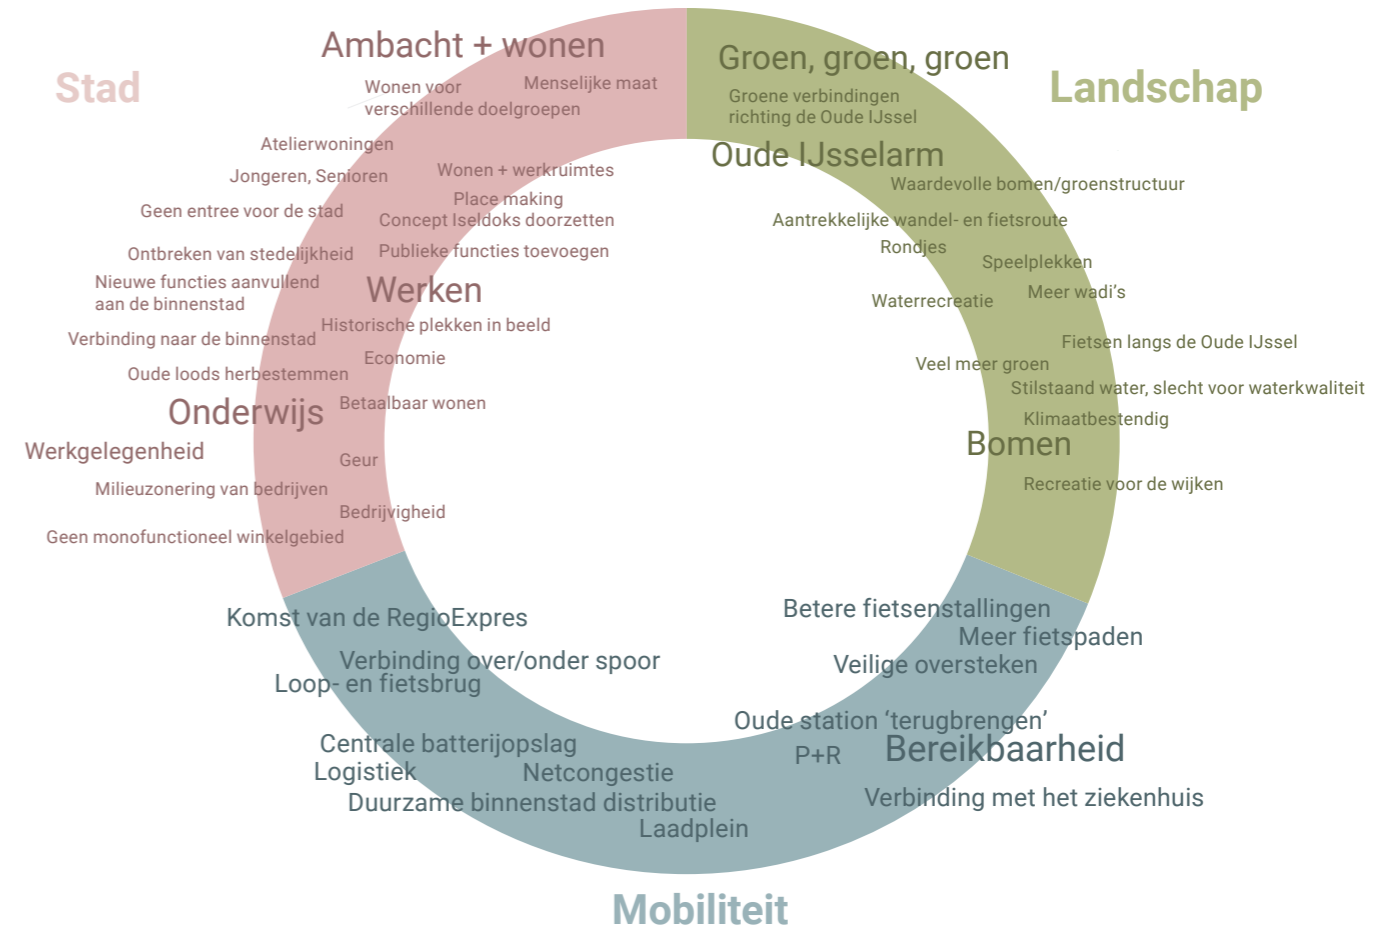 Stad
Ambacht + wonen
Wonen voor
verschillende doelgroepen
Menselijke maat
Atelierwoningen
Jongeren, Senioren
Wonen + werkruimtes
Place making
Geen entree voor de stad
Concept Iseldoks doorzetten
Ontbreken van stedelijkheid
Publieke functies toevoegen
Nieuwe functies aanvullend
aan de binnenstad
Werken
Historische plekken in beeld
Verbinding naar de binnenstad
Economie
Oude loods herbestemmen
Onderwijs
Betaalbaar wonen
Werkgelegenheid
Geur
Milieuzonering van bedrijven
Bedrijvigheid
Geen monofunctioneel winkelgebied
Landschap
Groen, groen, groen
Groene verbindingen
richting de Oude IJssel
Oude IJsselarm
Waardevolle bomen/groenstructuur
Aantrekkelijke wandel- en fietsroute
Rondjes
Speelplekken
Meer wadi’s
Waterrecreatie
Fietsen langs de Oude IJssel
Veel meer groen
Stilstaand water, slecht voor waterkwaliteit
Klimaatbestendig
Bomen
Recreatie voor de wijken
Komst van de RegioExpres
Verbinding over/onder spoor
Loop- en fietsbrug
Centrale batterijopslag
Logistiek
Netcongestie
Duurzame binnenstad distributie
Laadplein
Betere fietsenstallingen
Meer fietspaden
Veilige oversteken
Oude station ‘terugbrengen’
P+R
Bereikbaarheid
Verbinding met het ziekenhuis
Mobiliteit